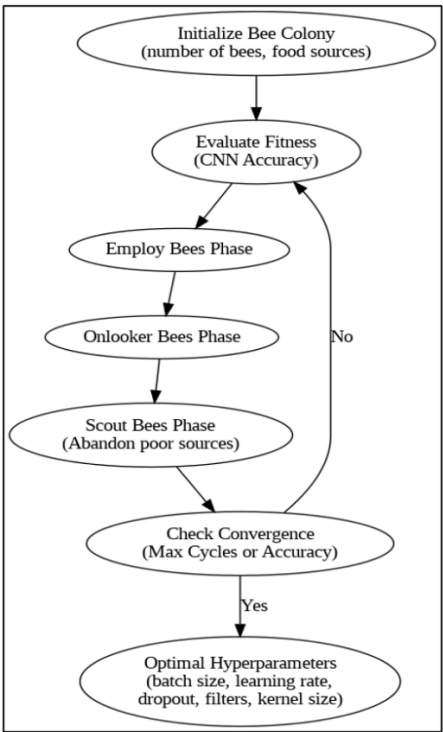 Initialize Bee Colony
(number of bees, food sources)
Evaluate Fitness
(CNN Accuracy)
Employ Bees Phase
Onlooker Bees Phase
No
Scout Bees Phase
(Abandon poor sources)
Check Convergence
(Max Cycles or Accuracy)
Yes
Optimal Hyperparameters
(batch size, learning rate,
dropout, filters, kernel size)